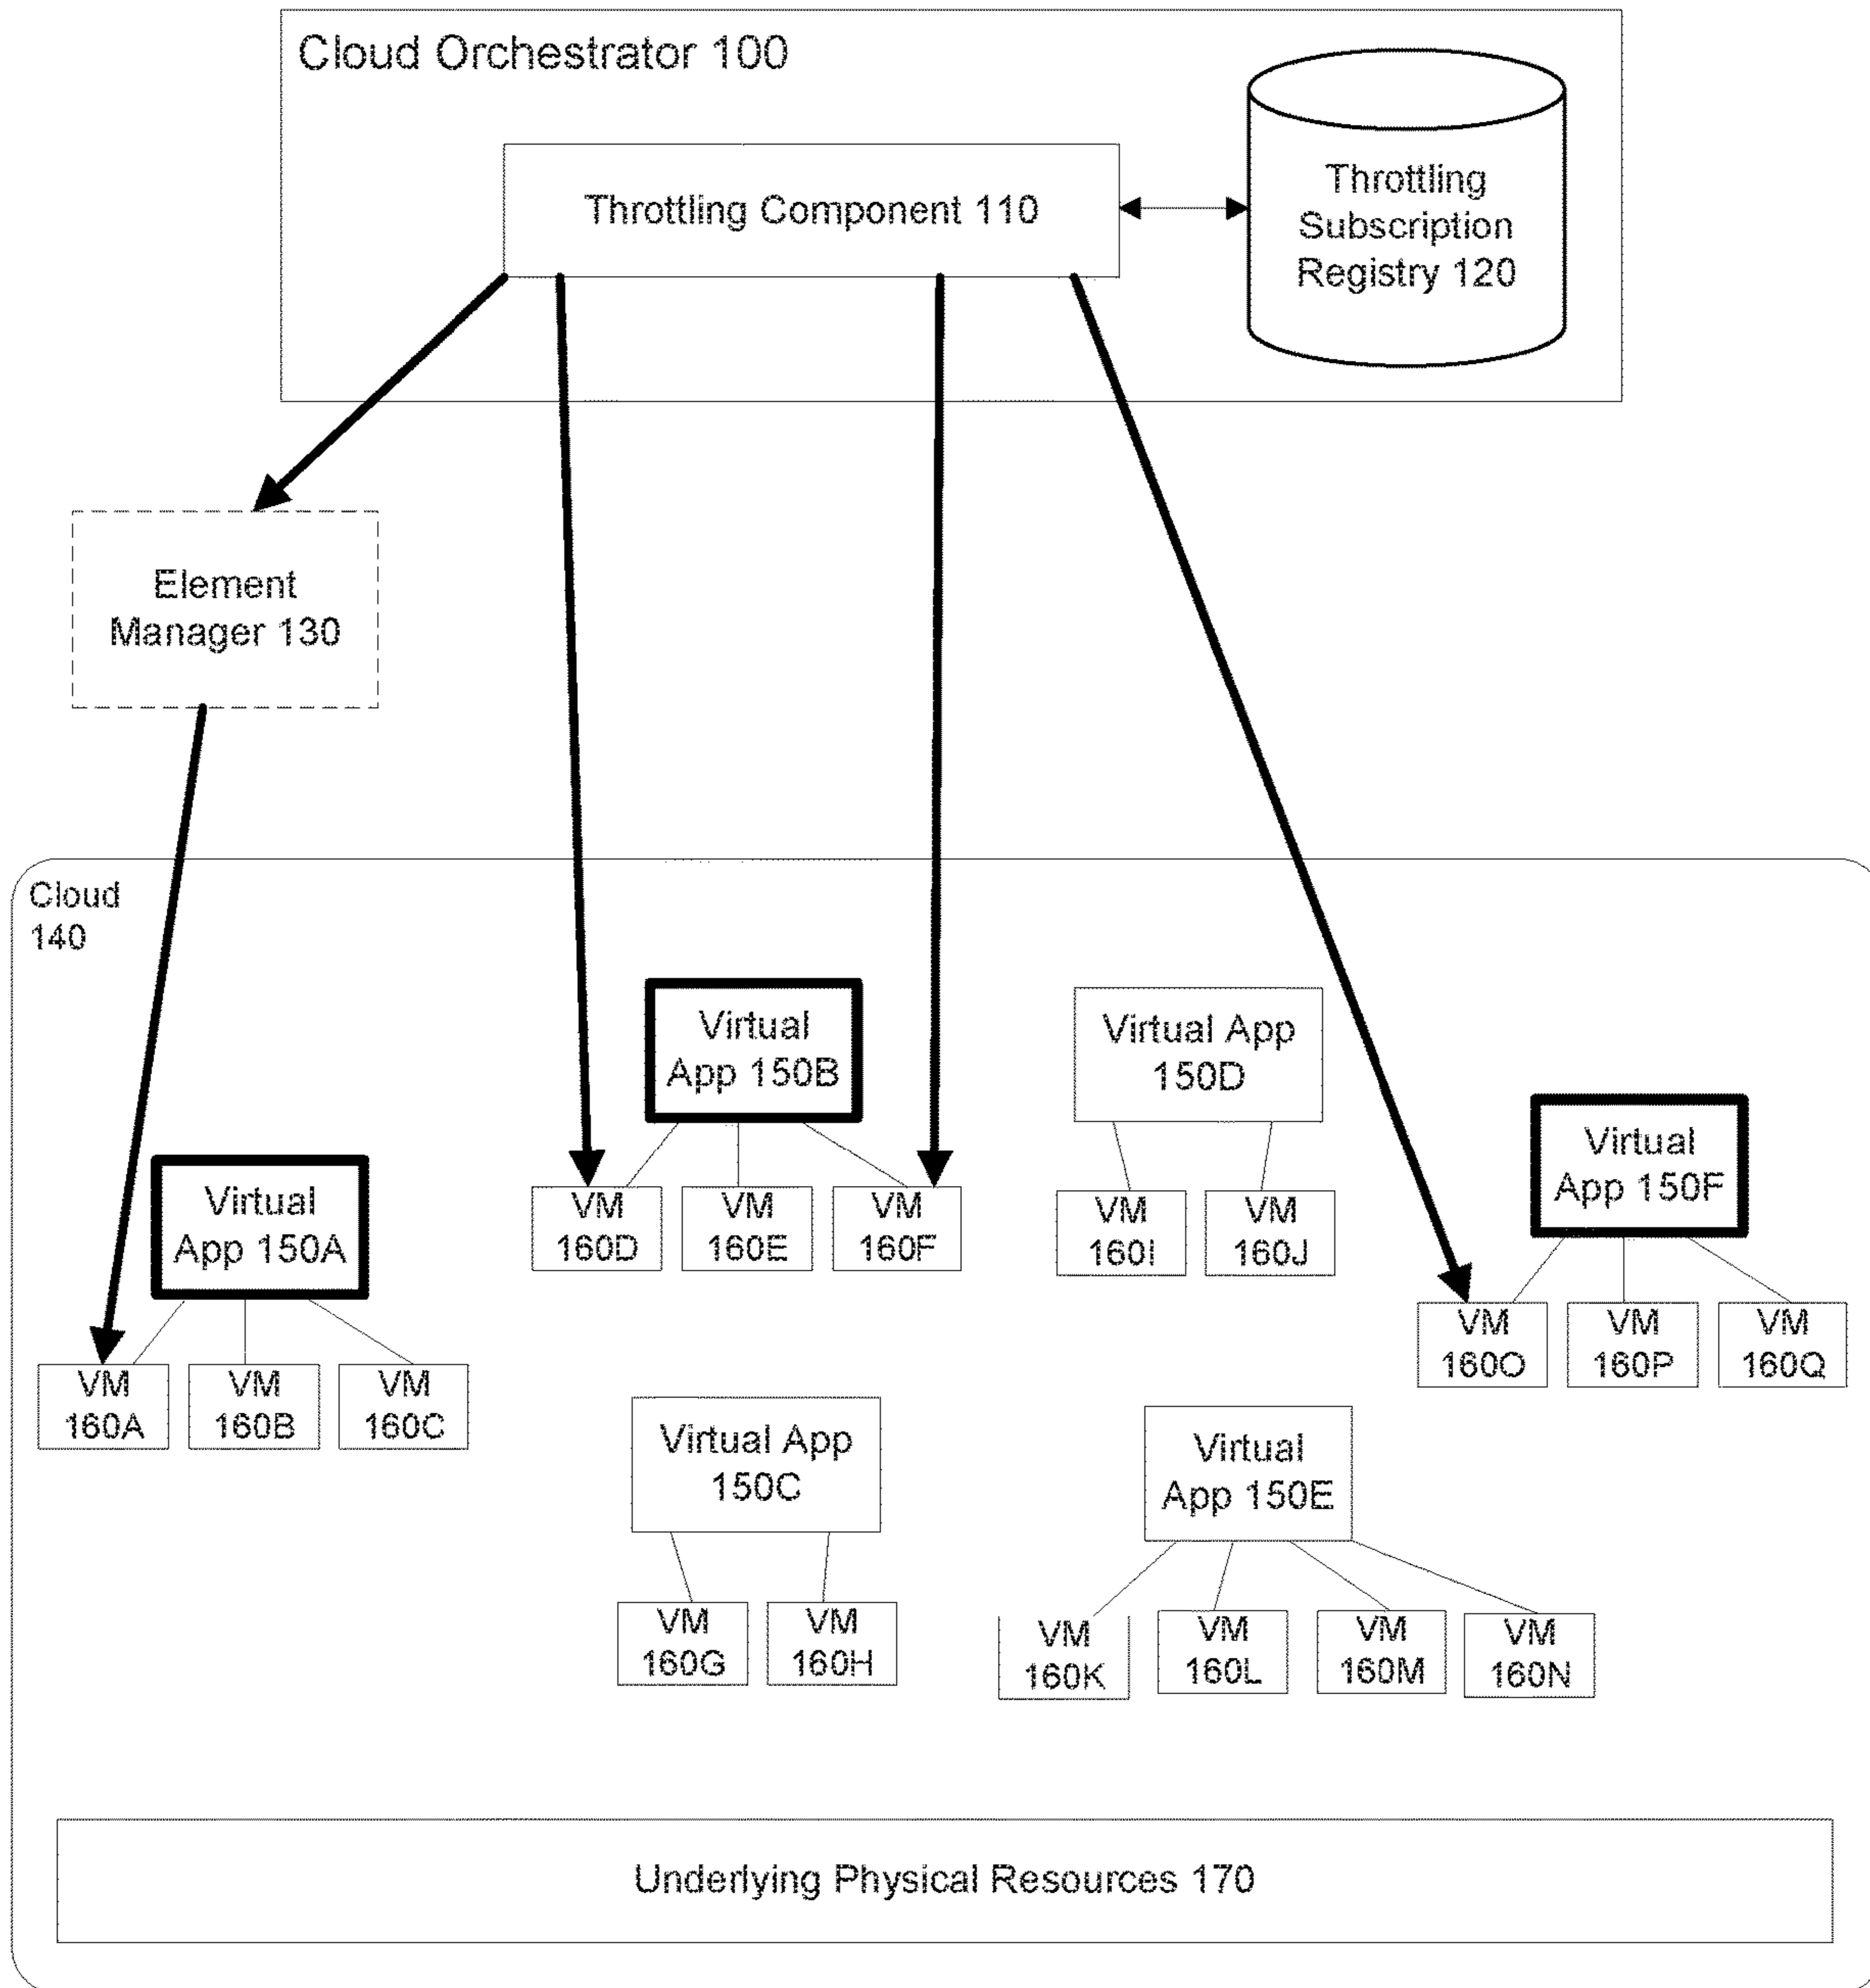 Cloud Orchestrator 100
Throttling Component 110
Throttling
Subscription
Registry 120
Element
Manager 130
Cloud
140
Virtual
App 150B
Virtual App
150D
Virtual
App 150F
Virtual
App 150A
VM
160D
VM
160E
VM
160F
VM
160I
VM
160J
VM
160O
VM
160P
VM
160Q
VM
160A
VM
160B
VM
160C
Virtual App
150C
Virtual
App 150E
VM
160G
VM
160H
VM
160K
VM
160L
VM
160M
VM
160N
Underlying Physical Resources 170